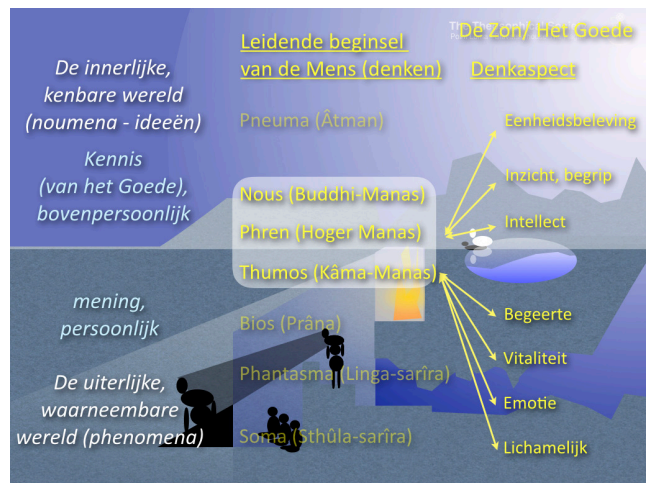 De Zon/ Het Goede
Leidende beginsel
van de Mens (denken)
Denkaspect
De innerlijke,
kenbare wereld
(noumena - ideeën)
Pneuma (Âtman)
Eenheidsbeleving
Kennis
(van het Goede),
bovenpersoonlijk
Inzicht, begrip
Nous (Buddhi-Manas)
Intellect
Phren (Hoger Manas)
Thumos (Kâma-Manas)
mening,
persoonlijk
Begeerte
Bios (Prâna)
Vitaliteit
Phantasma (Linga-sarîra)
De uiterlijke,
waarneembare
wereld (phenomena)
Emotie
Soma (Sthûla-sarîra)
Lichamelijk